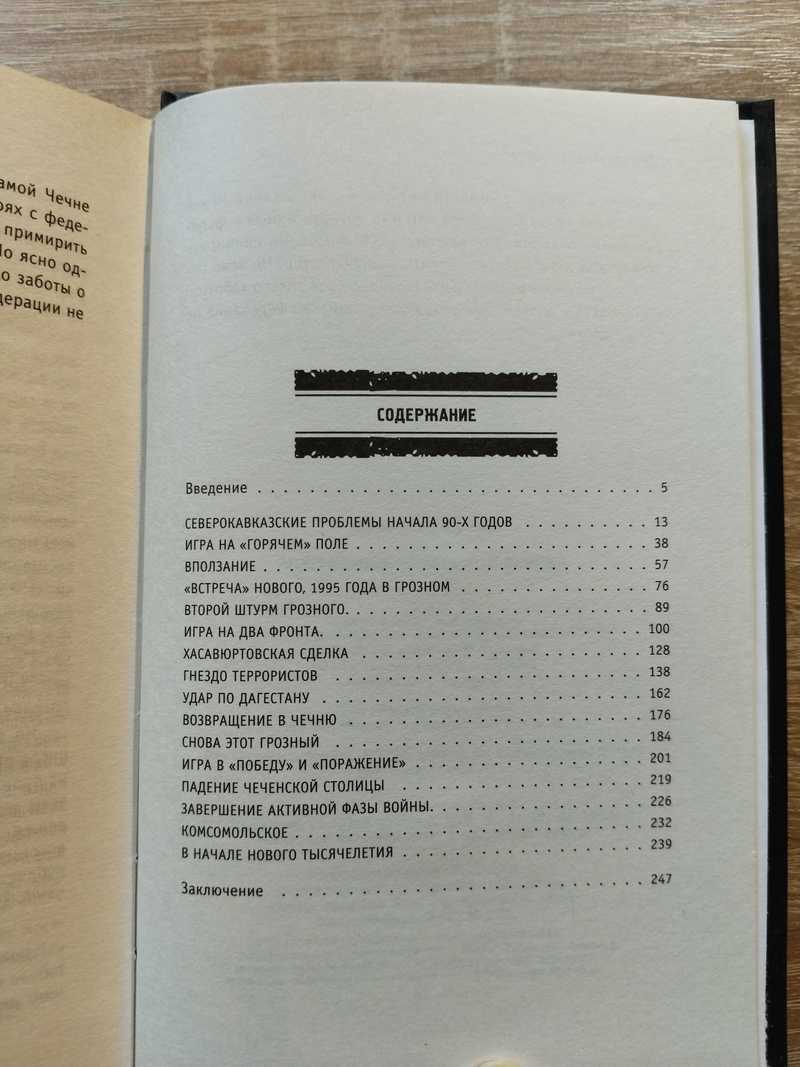 амой Чечне
рях с феде-
примирить
о ясно од-
о заботы о
дерации не
СОДЕРЖАНИЕ
Введение . . . . . . . . . . . . . . . . . . . . . . . . . . . . . . . 5
СЕВЕРОКАВКАЗСКИЕ ПРОБЛЕМЫ НАЧАЛА 90-Х ГОДОВ . . . . . . . . . . 13
ИГРА НА «ГОРЯЧЕМ» ПОЛЕ . . . . . . . . . . . . . . . . . . . . . . . 38
ВПОЛЗАНИЕ . . . . . . . . . . . . . . . . . . . . . . . . . . . . . . 57
«ВСТРЕЧА» НОВОГО, 1995 ГОДА В ГРОЗНОМ . . . . . . . . . . . . . . . 76
ВТОРОЙ ШТУРМ ГРОЗНОГО. . . . . . . . . . . . . . . . . . . . . . . . 89
ИГРА НА ДВА ФРОНТА. . . . . . . . . . . . . . . . . . . . . . . . . 100
ХАСАВЮРТОВСКАЯ СДЕЛКА . . . . . . . . . . . . . . . . . . . . . . . 128
ГНЕЗДО ТЕРРОРИСТОВ . . . . . . . . . . . . . . . . . . . . . . . . 138
УДАР ПО ДАГЕСТАНУ . . . . . . . . . . . . . . . . . . . . . . . . . 162
ВОЗВРАЩЕНИЕ В ЧЕЧНЮ . . . . . . . . . . . . . . . . . . . . . . . . 176
СНОВА ЭТОТ ГРОЗНЫЙ . . . . . . . . . . . . . . . . . . . . . . . . 184
ИГРА В «ПОБЕДУ» И «ПОРАЖЕНИЕ» . . . . . . . . . . . . . . . . . . 201
ПАДЕНИЕ ЧЕЧЕНСКОЙ СТОЛИЦЫ . . . . . . . . . . . . . . . . . . . . 219
ЗАВЕРШЕНИЕ АКТИВНОЙ ФАЗЫ ВОЙНЫ. . . . . . . . . . . . . . . . . . 226
КОМСОМОЛЬСКОЕ . . . . . . . . . . . . . . . . . . . . . . . . . . . 232
В НАЧАЛЕ НОВОГО ТЫСЯЧЕЛЕТИЯ . . . . . . . . . . . . . . . . . . . 239
Заключение . . . . . . . . . . . . . . . . . . . . . . . . . . . . 247